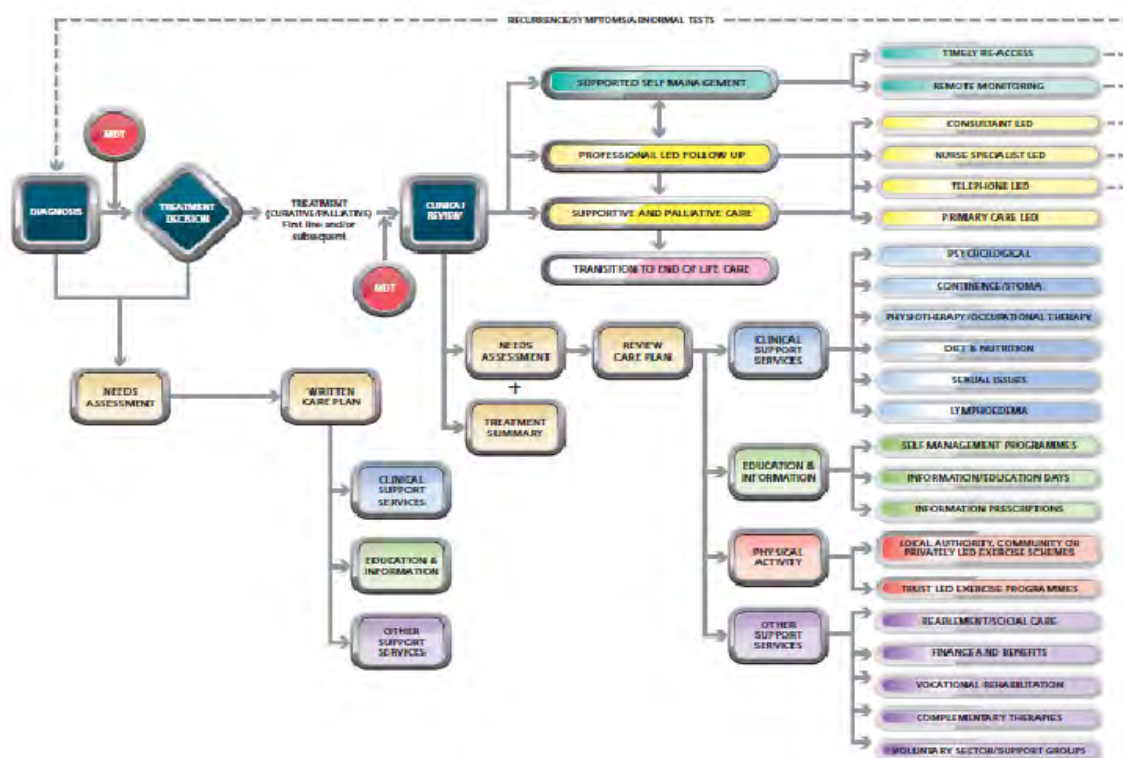 RECURRENCE/SYMPTOMS/ABNORMAL TESTS
MDT
DIAGNOSIS
TREATMENT
DECISION
TREATMENT
(CURATIVE/PALLIATIVE)
First line and/or
subsequent
MDT
CLINICAL
REVIEW
SUPPORTED SELF MANAGEMENT
PROFESSIONAL LED FOLLOW UP
SUPPORTIVE AND PALLIATIVE CARE
TRANSITION TO END OF LIFE CARE
TIMELY RE-ACCESS
REMOTE MONITORING
CONSULTANT LED
NURSE SPECIALIST LED
TELEPHONE LED
PRIMARY CARE LED
NEEDS
ASSESSMENT
WRITTEN
CARE PLAN
CLINICAL
SUPPORT
SERVICES
EDUCATION &
INFORMATION
OTHER
SUPPORT
SERVICES
NEEDS
ASSESSMENT
+
TREATMENT
SUMMARY
REVIEW
CARE PLAN
CLINICAL
SUPPORT
SERVICES
PSYCHOLOGICAL
CONTINENCE/STOMA
PHYSIOTHERAPY/OCCUPATIONAL THERAPY
DIET & NUTRITION
SEXUAL ISSUES
LYMPHOEDEMA
EDUCATION &
INFORMATION
SELF MANAGEMENT PROGRAMMES
INFORMATION/EDUCATION DAYS
INFORMATION PRESCRIPTIONS
PHYSICAL
ACTIVITY
LOCAL AUTHORITY, COMMUNITY OR
PRIVATELY LED EXERCISE SCHEMES
TRUST LED EXERCISE PROGRAMMES
OTHER
SUPPORT
SERVICES
REABLEMENT/SOCIAL CARE
FINANCE AND BENEFITS
VOCATIONAL REHABILITATION
COMPLEMENTARY THERAPIES
VOLUNTARY SECTOR/SUPPORT GROUPS